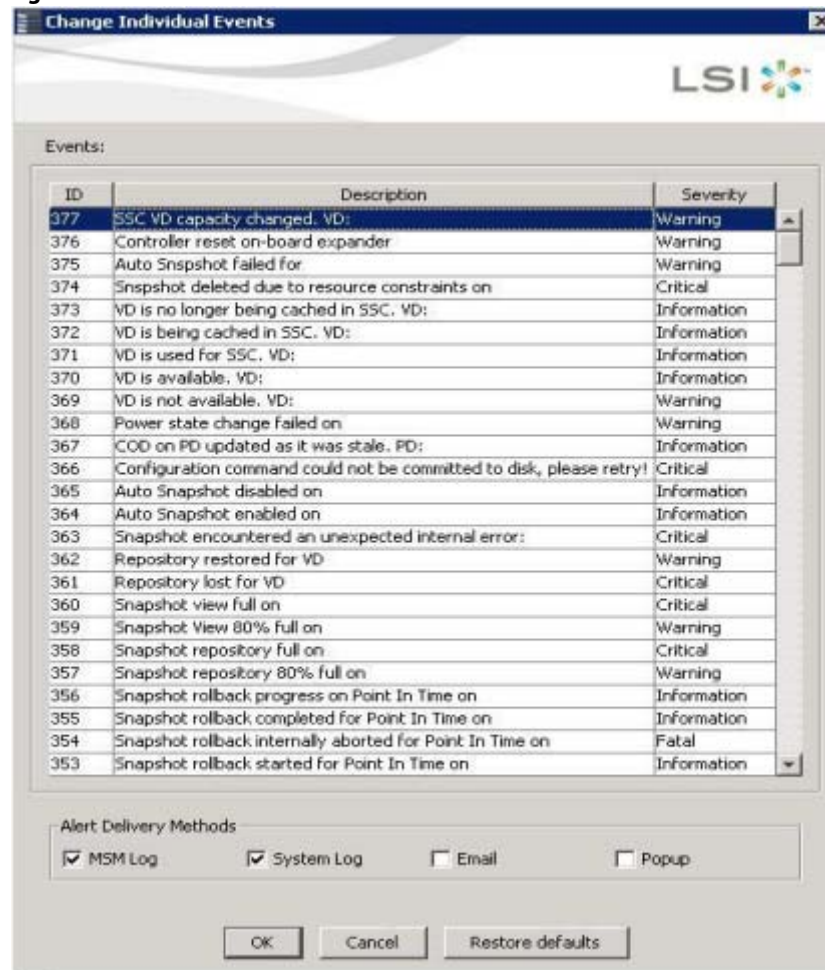 Change Individual Events
LSI
Events:
ID Description Severity
377 SSC VD capacity changed. VD: Warning
376 Controller reset on-board expander Warning
375 Auto Snspshot failed for Warning
374 Snspshot deleted due to resource constraints on Critical
373 VD is no longer being cached in SSC. VD: Information
372 VD is being cached in SSC. VD: Information
371 VD is used for SSC. VD: Information
370 VD is available. VD: Information
369 VD is not available. VD: Warning
368 Power state change failed on Warning
367 COD on PD updated as it was stale. PD: Information
366 Configuration command could not be committed to disk, please retry! Critical
365 Auto Snapshot disabled on Information
364 Auto Snapshot enabled on Information
363 Snapshot encountered an unexpected internal error: Critical
362 Repository restored for VD Warning
361 Repository lost for VD Critical
360 Snapshot view full on Critical
359 Snapshot View 80% full on Warning
358 Snapshot repository full on Critical
357 Snapshot repository 80% full on Warning
356 Snapshot rollback progress on Point In Time on Information
355 Snapshot rollback completed for Point In Time on Information
354 Snapshot rollback internally aborted for Point In Time on Fatal
353 Snapshot rollback started for Point In Time on Information
Alert Delivery Methods
MSM Log System Log Email Popup
OK Cancel Restore defaults